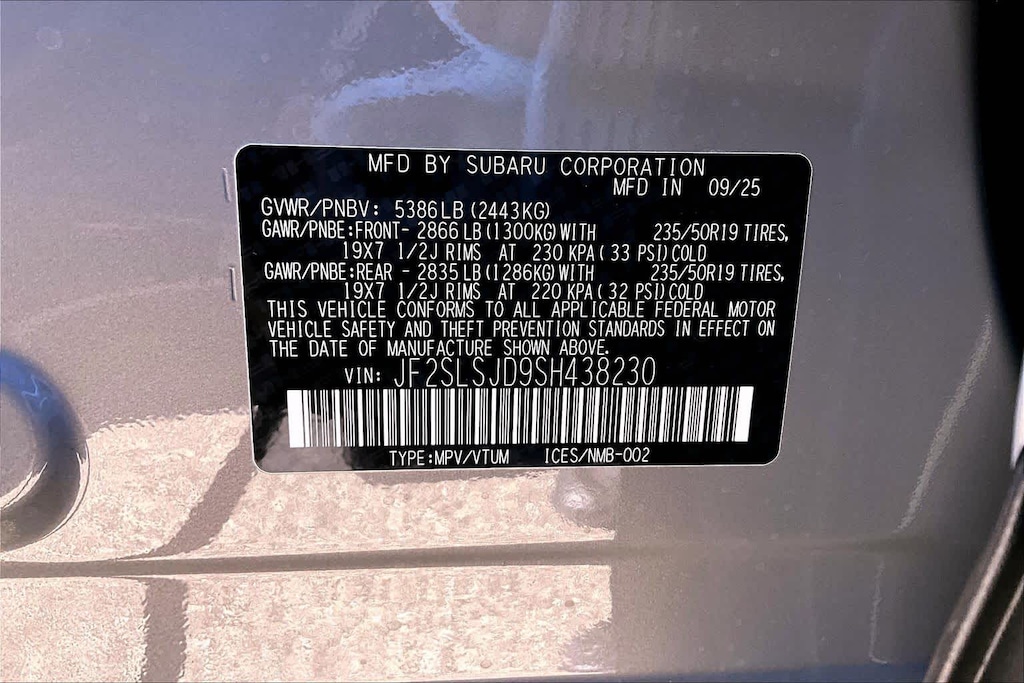 MFD BY SUBARU CORPORATION
MFD IN 09/25
GVWR/PNBV: 5386LB (2443KG)
GAWR/PNBE:FRONT- 2866LB (1300KG) WITH 235/50R19 TIRES,
19X7 1/2J RIMS AT 230 KPA ( 33 PSI) COLD
GAWR/PNBE:REAR - 2835LB (1286KG) WITH 235/50R19 TIRES,
19X7 1/2J RIMS AT 220 KPA ( 32 PSI) COLD
THIS VEHICLE CONFORMS TO ALL APPLICABLE FEDERAL MOTOR
VEHICLE SAFETY AND THEFT PREVENTION STANDARDS IN EFFECT ON
THE DATE OF MANUFACTURE SHOWN ABOVE.
VIN: JF2SLSJD9SH438230
TYPE:MPV/VTUM ICES/NMB-002